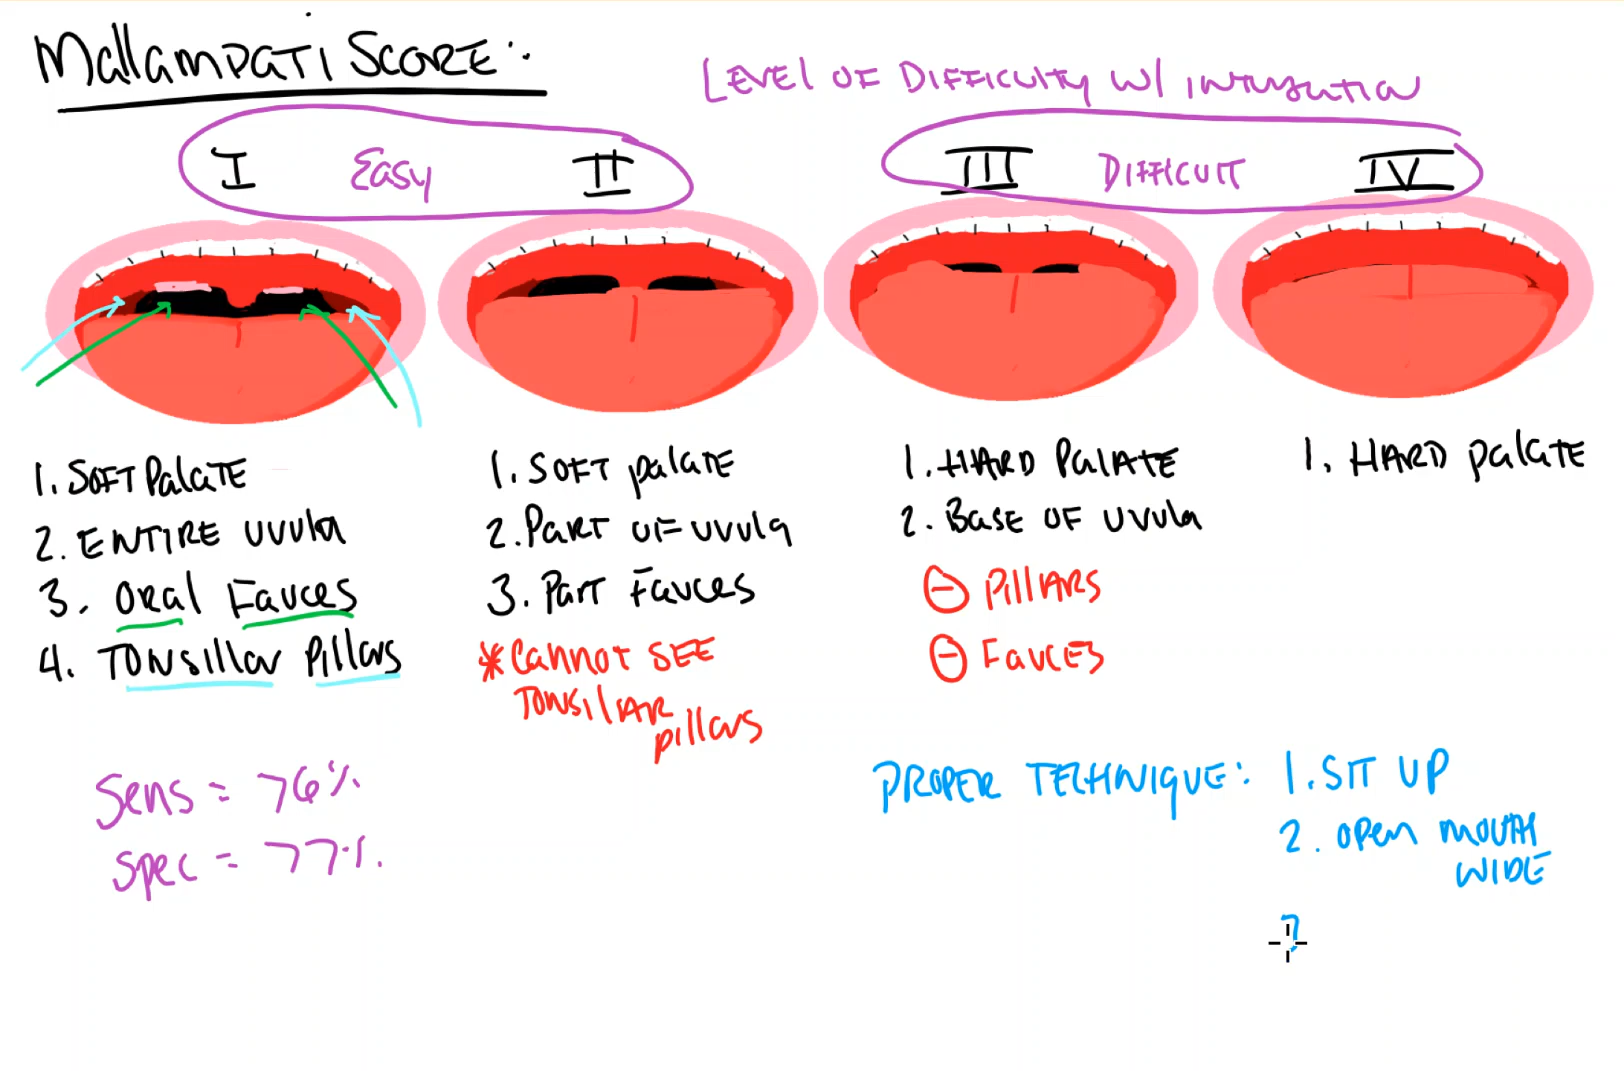 Mallampati Score:
Level of Difficulty w/ intubation
I Easy II
III Difficult IV
1. Soft Palate
2. Entire uvula
3. Oral Fauces
4. Tonsillar Pillars
1. Soft palate
2. Part of uvula
3. Part Fauces
*Cannot see
Tonsilar
pillars
1. Hard Palate
2. Base of uvula
⊖ Pillars
⊖ Fauces
1. Hard palate
Sens = 76%
Spec = 77%
Proper Technique: 1. Sit up
2. Open mouth
wide